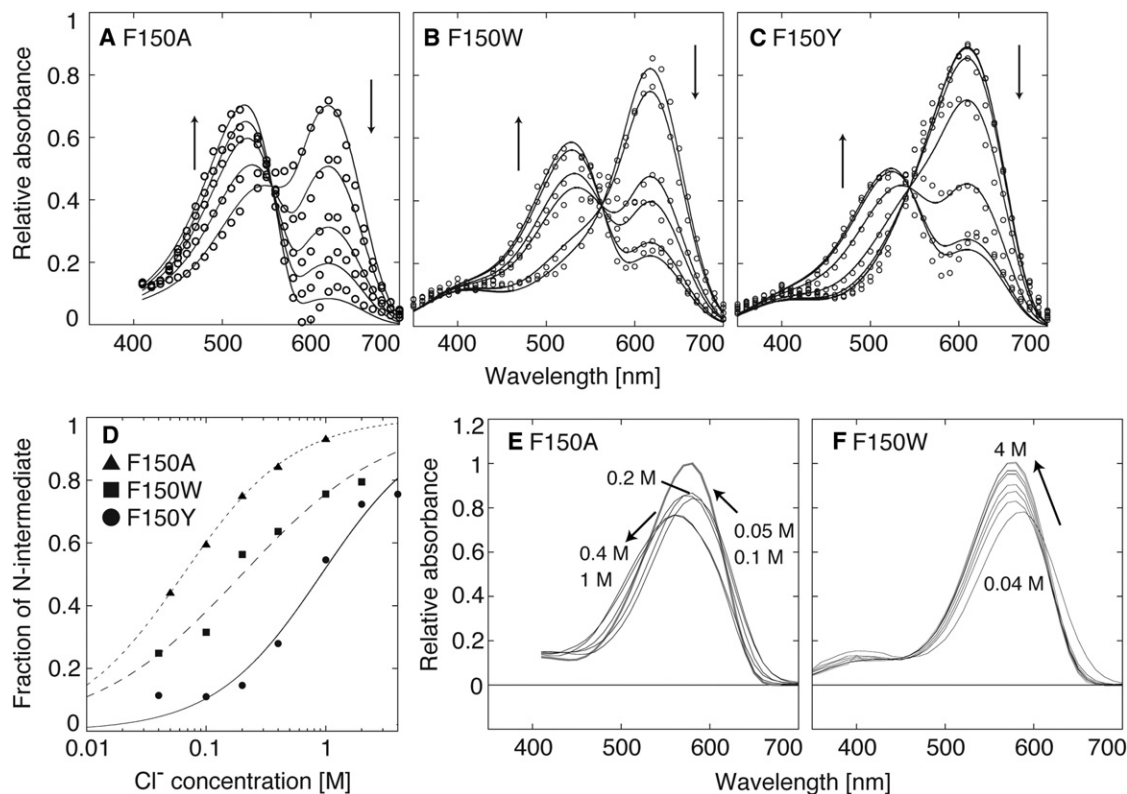 A F150A
B F150W
C F150Y
1
0.8
0.6
0.4
0.2
0
Relative absorbance
400 500 600 700
400 500 600 700
400 500 600 700
Wavelength [nm]
D
F150A
F150W
F150Y
1
0.8
0.6
0.4
0.2
0
Fraction of N-intermediate
0.01 0.1 1
Cl⁻ concentration [M]
E F150A
1.2
1
0.8
0.6
0.4
0.2
0
Relative absorbance
0.2 M
0.4 M
1 M
0.05 M
0.1 M
400 500 600 700
F F150W
4 M
0.04 M
400 500 600 700
Wavelength [nm]